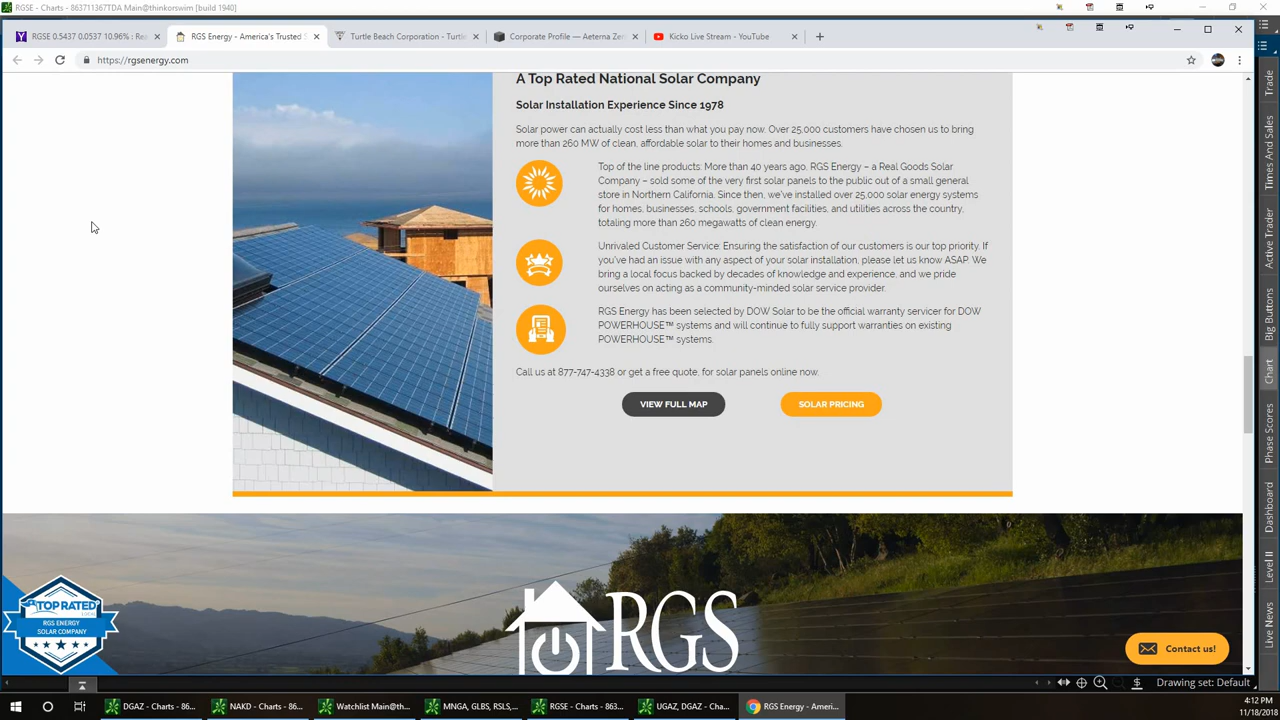 RGSE - Charts - 863711367TDA Main@thinkorswim [build 1940]
RGSE 0.5437 0.0537 10.96% : Re
RGS Energy - America's Trusted S
Turtle Beach Corporation - Turtle
Corporate Profile — Aeterna Zen
Kicko Live Stream - YouTube
https://rgsenergy.com
A Top Rated National Solar Company
Solar Installation Experience Since 1978
Solar power can actually cost less than what you pay now. Over 25,000 customers have chosen us to bring
more than 260 MW of clean, affordable solar to their homes and businesses.
Top of the line products: More than 40 years ago, RGS Energy – a Real Goods Solar
Company – sold some of the very first solar panels to the public out of a small general
store in Northern California. Since then, we've installed over 25,000 solar energy systems
for homes, businesses, schools, government facilities, and utilities across the country,
totaling more than 260 megawatts of clean energy.
Unrivaled Customer Service: Ensuring the satisfaction of our customers is our top priority. If
you've had an issue with any aspect of your solar installation, please let us know ASAP. We
bring a local focus backed by decades of knowledge and experience, and we pride
ourselves on acting as a community-minded solar service provider.
RGS Energy has been selected by DOW Solar to be the official warranty servicer for DOW
POWERHOUSE™ systems and will continue to fully support warranties on existing
POWERHOUSE™ systems.
Call us at 877-747-4338 or get a free quote, for solar panels online now.
VIEW FULL MAP
SOLAR PRICING
TOP RATED
LOCAL
RGS ENERGY
SOLAR COMPANY
RGS
Contact us!
Trade
Times And Sales
Active Trader
Big Buttons
Chart
Phase Scores
Dashboard
Level II
Live News
Drawing set: Default
DGAZ - Charts - 86...
NAKD - Charts - 86...
Watchlist Main@th...
MNGA, GLBS, RSLS,...
RGSE - Charts - 863...
UGAZ, DGAZ - Cha...
RGS Energy - Ameri...
4:12 PM
11/18/2018